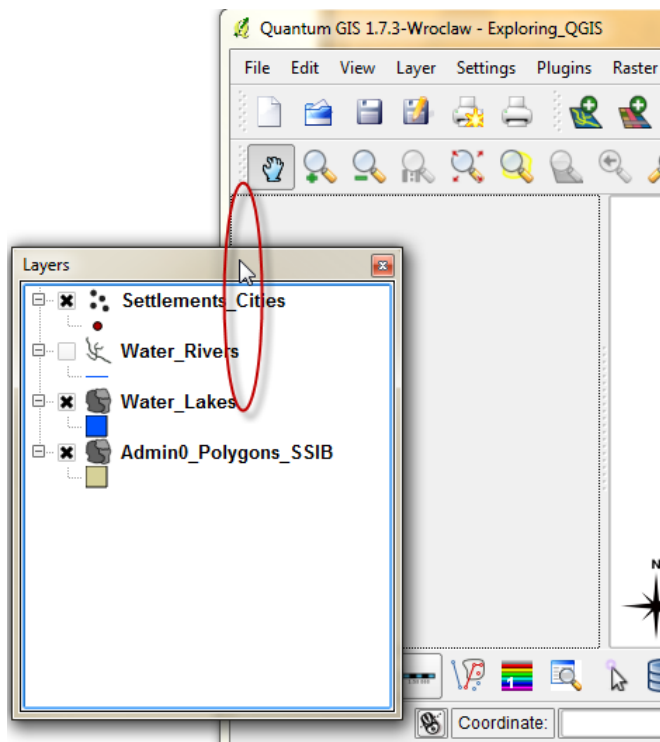 Quantum GIS 1.7.3-Wroclaw - Exploring_QGIS
File Edit View Layer Settings Plugins Raster
Layers
Settlements_Cities
Water_Rivers
Water_Lakes
Admin0_Polygons_SSIB
N
1
Coordinate: